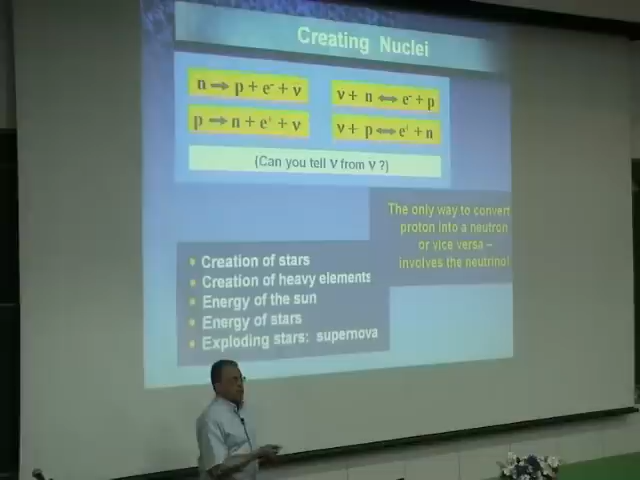 Creating Nuclei
n ➡ p + e⁻ + ν
ν + n ⬌ e⁻ + p
p ➡ n + e⁺ + ν
ν + p ⬌ e⁺ + n
(Can you tell ν from ν ?)
The only way to convert
proton into a neutron
or vice versa –
involves the neutrino!
• Creation of stars
• Creation of heavy elements
• Energy of the sun
• Energy of stars
• Exploding stars: supernova